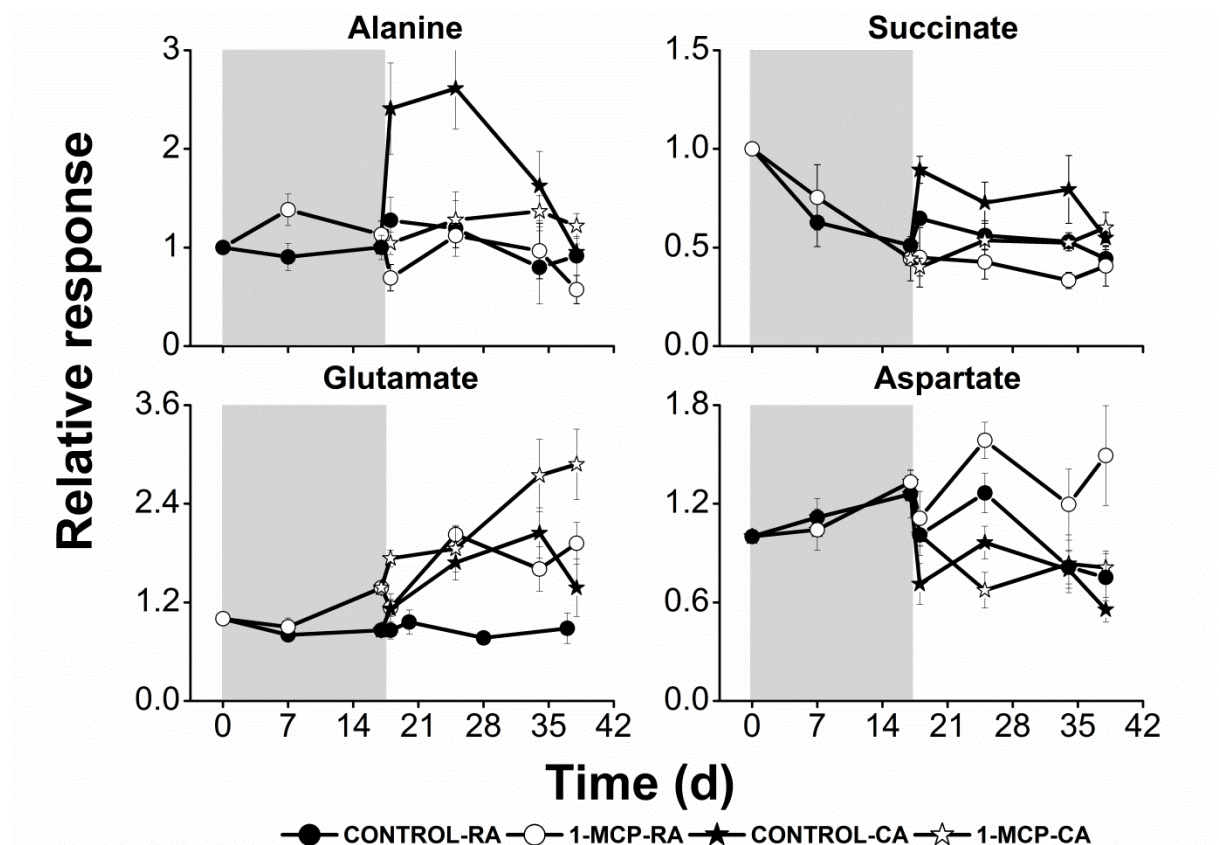 Alanine
Succinate
3
2
1
0
1.5
1.0
0.5
0.0
Glutamate
Aspartate
3.6
2.4
1.2
0.0
1.8
1.2
0.6
0.0
0 7 14 21 28 35 42
0 7 14 21 28 35 42
Relative response
Time (d)
CONTROL-RA 1-MCP-RA CONTROL-CA 1-MCP-CA